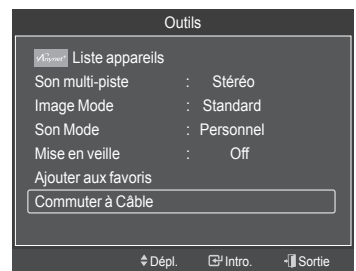 Outils
Anynet+ Liste appareils
Son multi-piste : Stéréo
Image Mode : Standard
Son Mode : Personnel
Mise en veille : Off
Ajouter aux favoris
Commuter à Câble
Dépl. Intro. Sortie